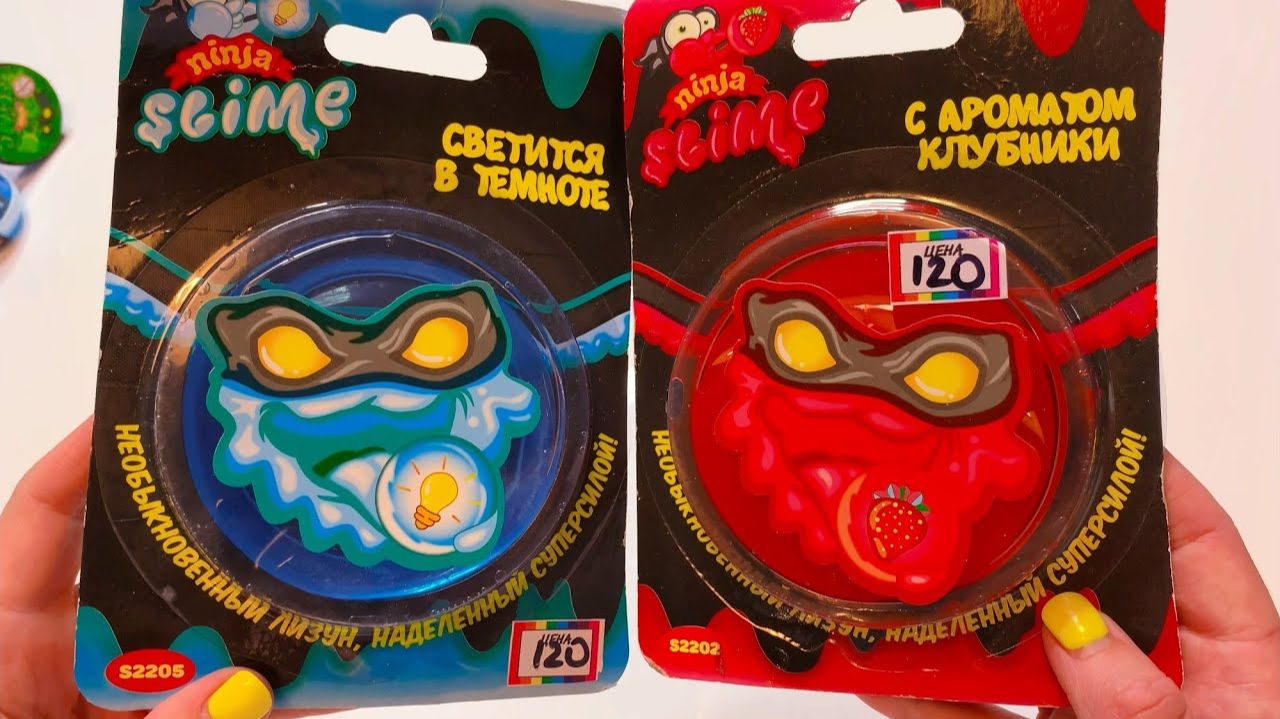 ninja
SLiME
СВЕТИТСЯ
В ТЕМНОТЕ
НЕОБЫКНОВЕННЫЙ ЛИЗУН, НАДЕЛЕННЫЙ СУПЕРСИЛОЙ!
S2205
ЦЕНА
120
ninja
SLiME
С АРОМАТОМ
КЛУБНИКИ
ЦЕНА
120
НЕОБЫКНОВЕННЫЙ ЛИЗУН, НАДЕЛЕННЫЙ СУПЕРСИЛОЙ!
S2202